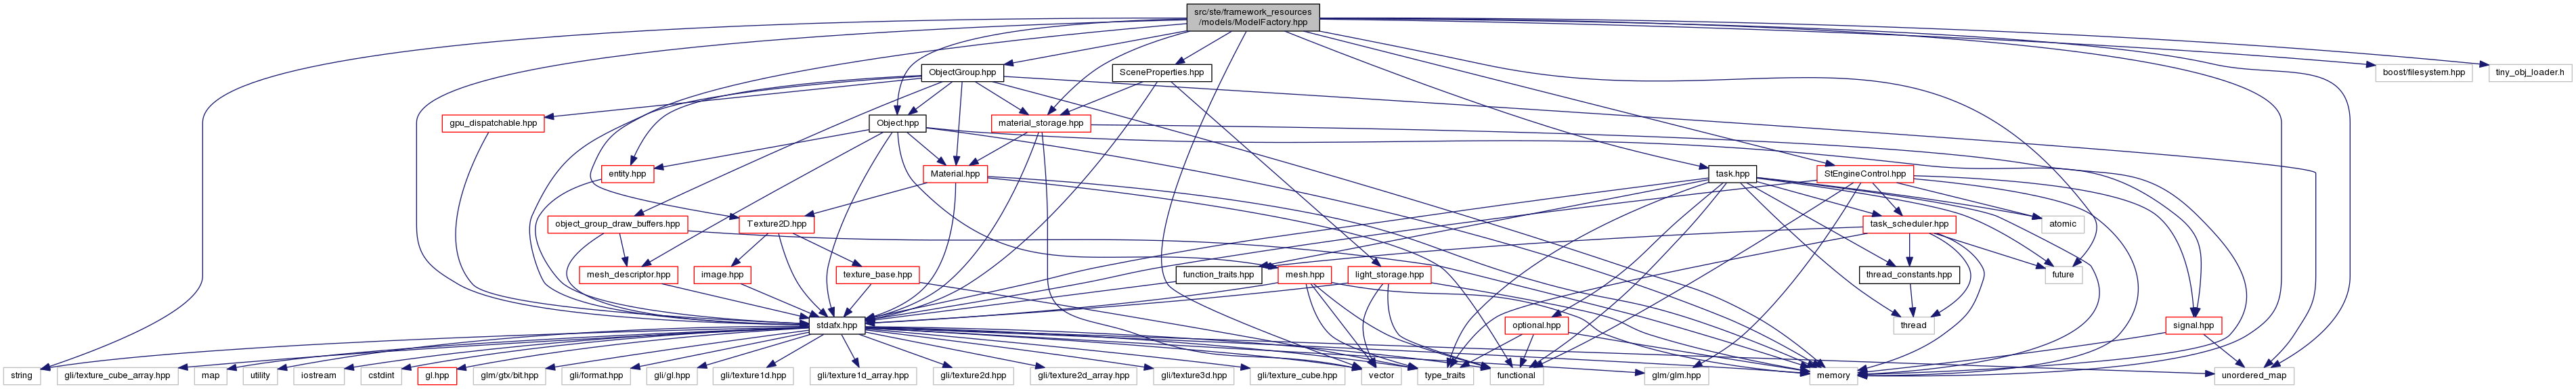 src/ste/framework_resources
/models/ModelFactory.hpp
ObjectGroup.hpp
SceneProperties.hpp
boost/filesystem.hpp
tiny_obj_loader.h
gpu_dispatchable.hpp
Object.hpp
material_storage.hpp
entity.hpp
Material.hpp
task.hpp
StEngineControl.hpp
object_group_draw_buffers.hpp
Texture2D.hpp
task_scheduler.hpp
atomic
mesh_descriptor.hpp
image.hpp
texture_base.hpp
function_traits.hpp
mesh.hpp
light_storage.hpp
thread_constants.hpp
future
stdafx.hpp
optional.hpp
thread
signal.hpp
string
gli/texture_cube_array.hpp
map
utility
iostream
cstdint
gl.hpp
glm/gtx/bit.hpp
gli/format.hpp
gli/gl.hpp
gli/texture1d.hpp
gli/texture1d_array.hpp
gli/texture2d.hpp
gli/texture2d_array.hpp
gli/texture3d.hpp
gli/texture_cube.hpp
vector
type_traits
functional
glm/glm.hpp
memory
unordered_map